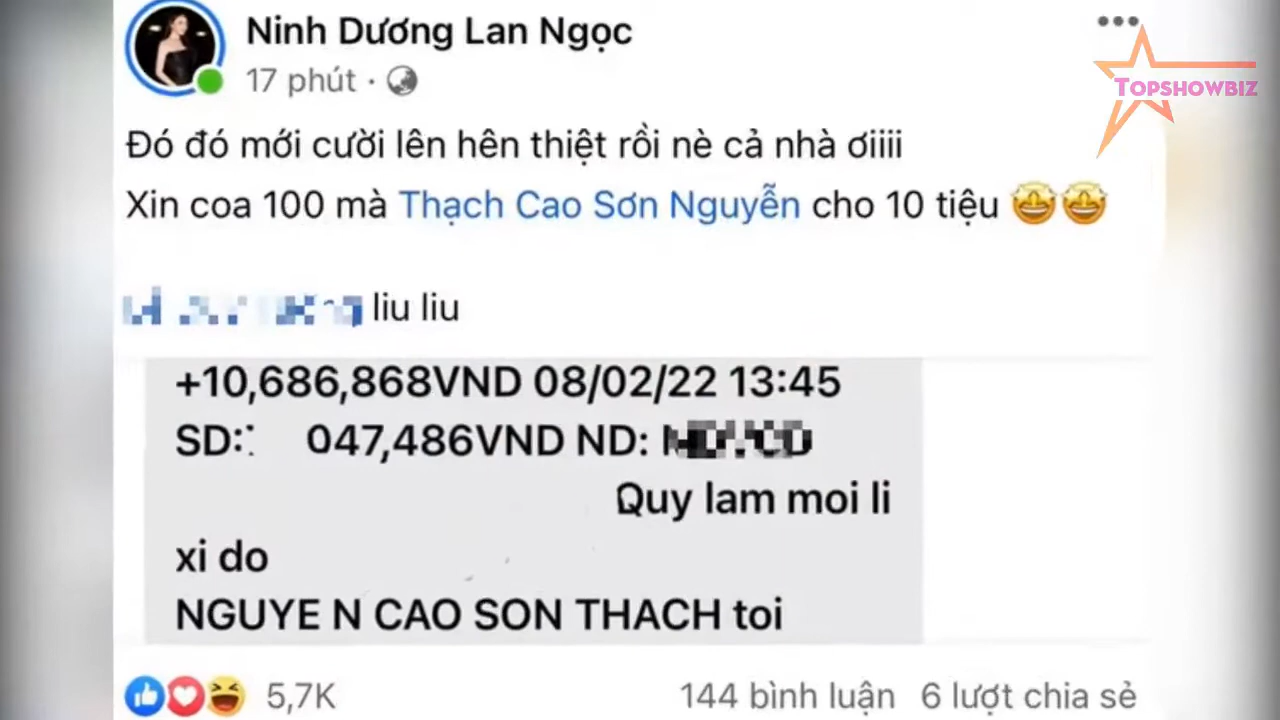 Ninh Dương Lan Ngọc
17 phút ·
TOPSHOWBIZ
Đó đó mới cười lên hên thiệt rồi nè cả nhà ơiiii
Xin coa 100 mà Thạch Cao Sơn Nguyễn cho 10 tiệu 🤩🤩
liu liu
+10,686,868VND 08/02/22 13:45
SD: 047,486VND ND:
Quy lam moi li
xi do
NGUYE N CAO SON THACH toi
5,7K
144 bình luận 6 lượt chia sẻ